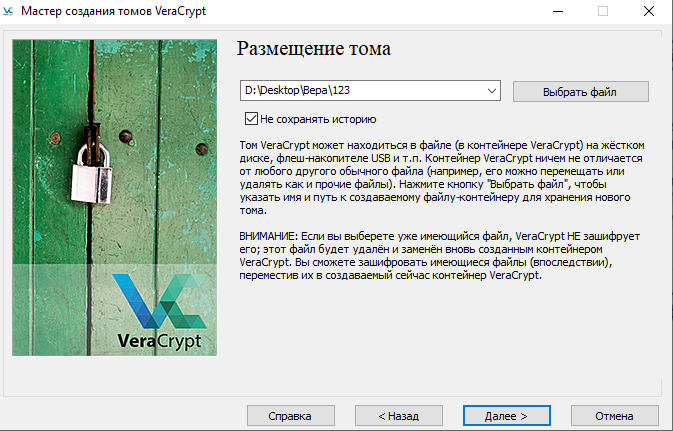 Мастер создания томов VeraCrypt
Размещение тома
D:\Desktop\Вера\123
Выбрать файл
Не сохранять историю
Том VeraCrypt может находиться в файле (в контейнере VeraCrypt) на жёстком
диске, флеш-накопителе USB и т.п. Контейнер VeraCrypt ничем не отличается
от любого другого обычного файла (например, его можно перемещать или
удалять как и прочие файлы). Нажмите кнопку "Выбрать файл", чтобы
указать имя и путь к создаваемому файлу-контейнеру для хранения нового
тома.
ВНИМАНИЕ: Если вы выберете уже имеющийся файл, VeraCrypt НЕ зашифрует
его; этот файл будет удалён и заменён вновь созданным контейнером
VeraCrypt. Вы сможете зашифровать имеющиеся файлы (впоследствии),
переместив их в создаваемый сейчас контейнер VeraCrypt.
VeraCrypt
Справка
< Назад
Далее >
Отмена